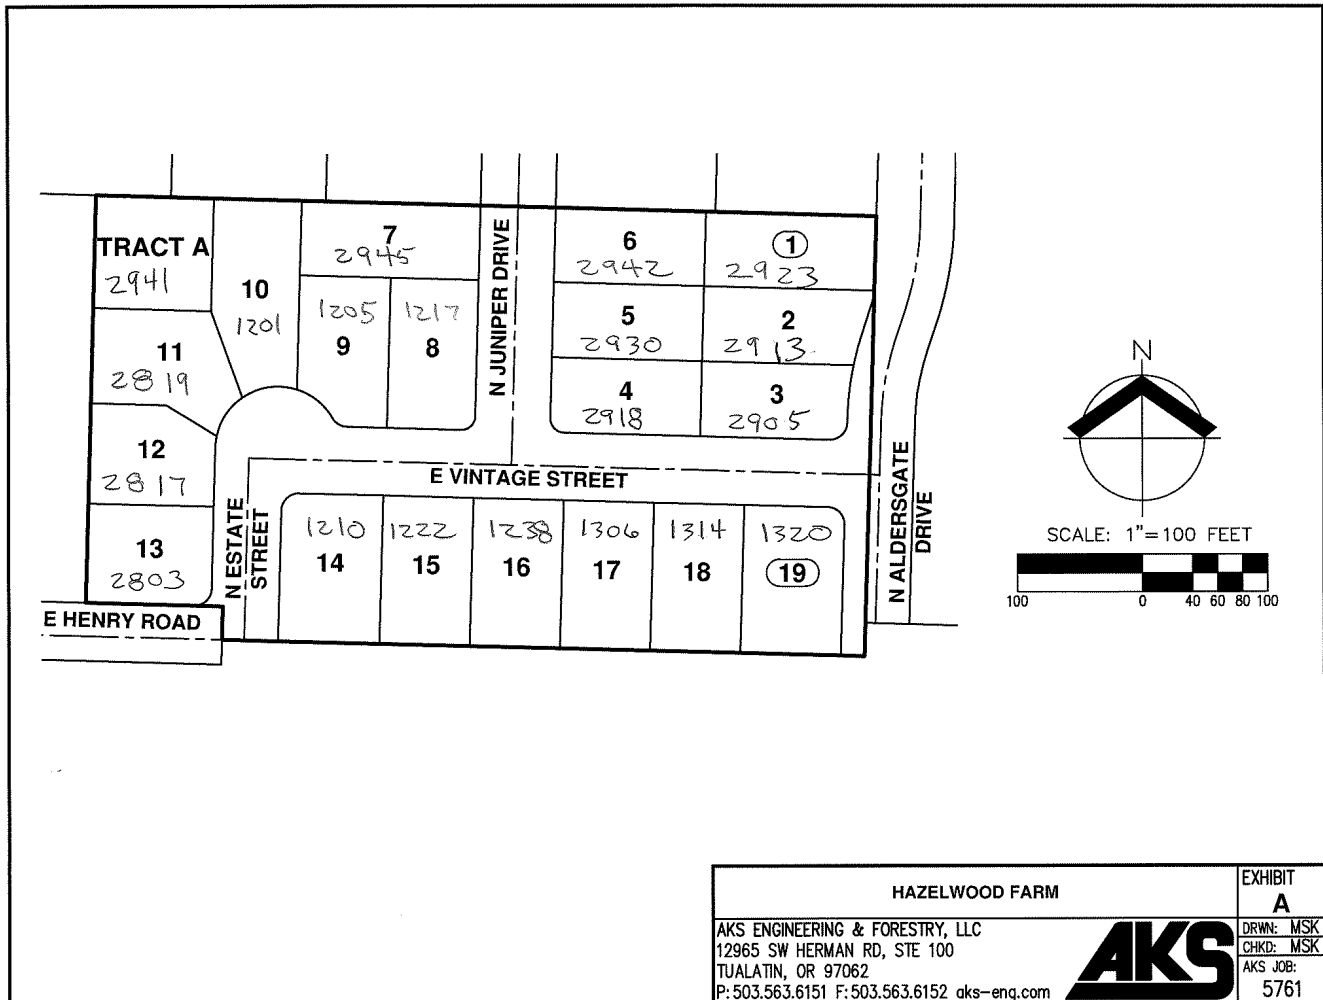 TRACT A
2941
10
1201
7
2945
1205
9
1217
8
N JUNIPER DRIVE
6
2942
1
2923
5
2930
2
2913
4
2918
3
2905
11
2819
12
2817
13
2803
E VINTAGE STREET
N ESTATE
STREET
1210
14
1222
15
1238
16
1306
17
1314
18
1320
19
N ALDERSGATE
DRIVE
E HENRY ROAD
N
SCALE: 1"=100 FEET
100 0 40 60 80 100
HAZELWOOD FARM
EXHIBIT
A
AKS ENGINEERING & FORESTRY, LLC
12965 SW HERMAN RD, STE 100
TUALATIN, OR 97062
P: 503.563.6151 F: 503.563.6152 aks-eng.com
AKS
DRWN: MSK
CHKD: MSK
AKS JOB:
5761